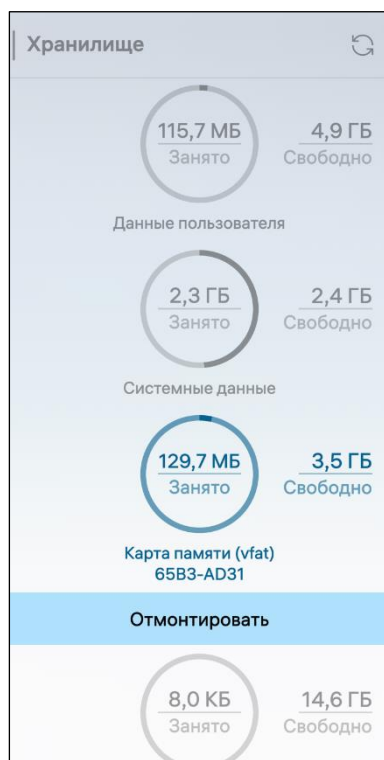 Хранилище
115,7 МБ 4,9 ГБ
Занято Свободно
Данные пользователя
2,3 ГБ 2,4 ГБ
Занято Свободно
Системные данные
129,7 МБ 3,5 ГБ
Занято Свободно
Карта памяти (vfat)
65B3-AD31
Отмонтировать
8,0 КБ 14,6 ГБ
Занято Свободно